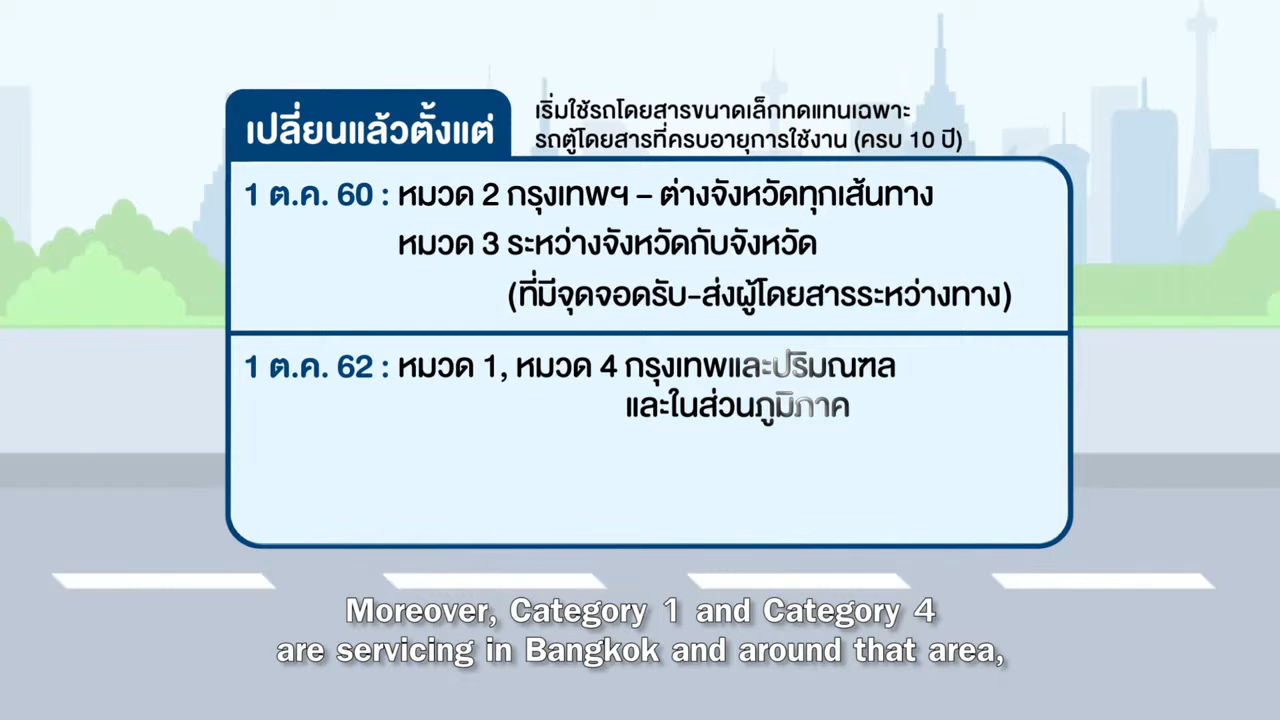 เปลี่ยนแล้วตั้งแต่
เริ่มใช้รถโดยสารขนาดเล็กทดแทนเฉพาะ
รถตู้โดยสารที่ครบอายุการใช้งาน (ครบ 10 ปี)
1 ต.ค. 60 : หมวด 2 กรุงเทพฯ – ต่างจังหวัดทุกเส้นทาง
หมวด 3 ระหว่างจังหวัดกับจังหวัด
(ที่มีจุดจอดรับ-ส่งผู้โดยสารระหว่างทาง)
1 ต.ค. 62 : หมวด 1, หมวด 4 กรุงเทพและปริมณฑล
และในส่วนภูมิภาค
Moreover, Category 1 and Category 4
are servicing in Bangkok and around that area,